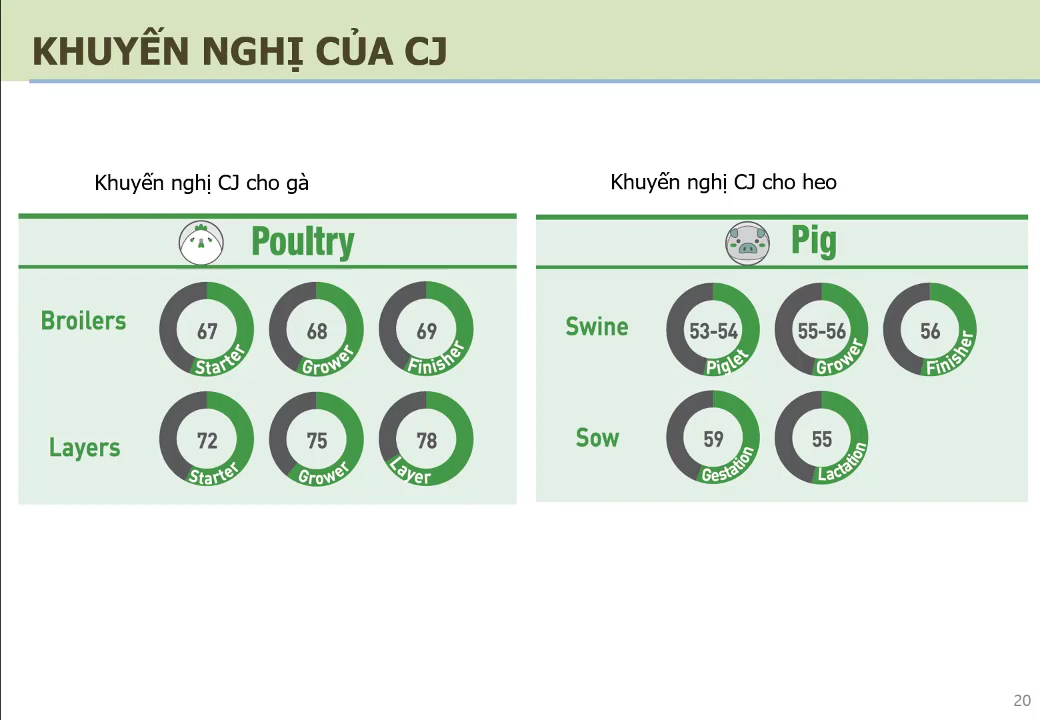 KHUYẾN NGHỊ CỦA CJ
Khuyến nghị CJ cho gà
Poultry
Broilers
67
Starter
68
Grower
69
Finisher
Layers
72
Starter
75
Grower
78
Layer
Khuyến nghị CJ cho heo
Pig
Swine
53-54
Piglet
55-56
Grower
56
Finisher
Sow
59
Gestation
55
Lactation
20